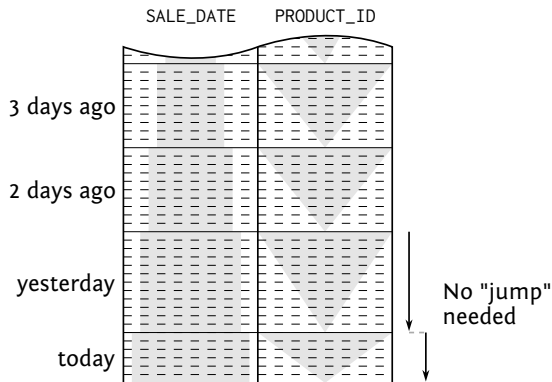 SALE_DATE PRODUCT_ID
3 days ago
2 days ago
yesterday
No "jump"
needed
today